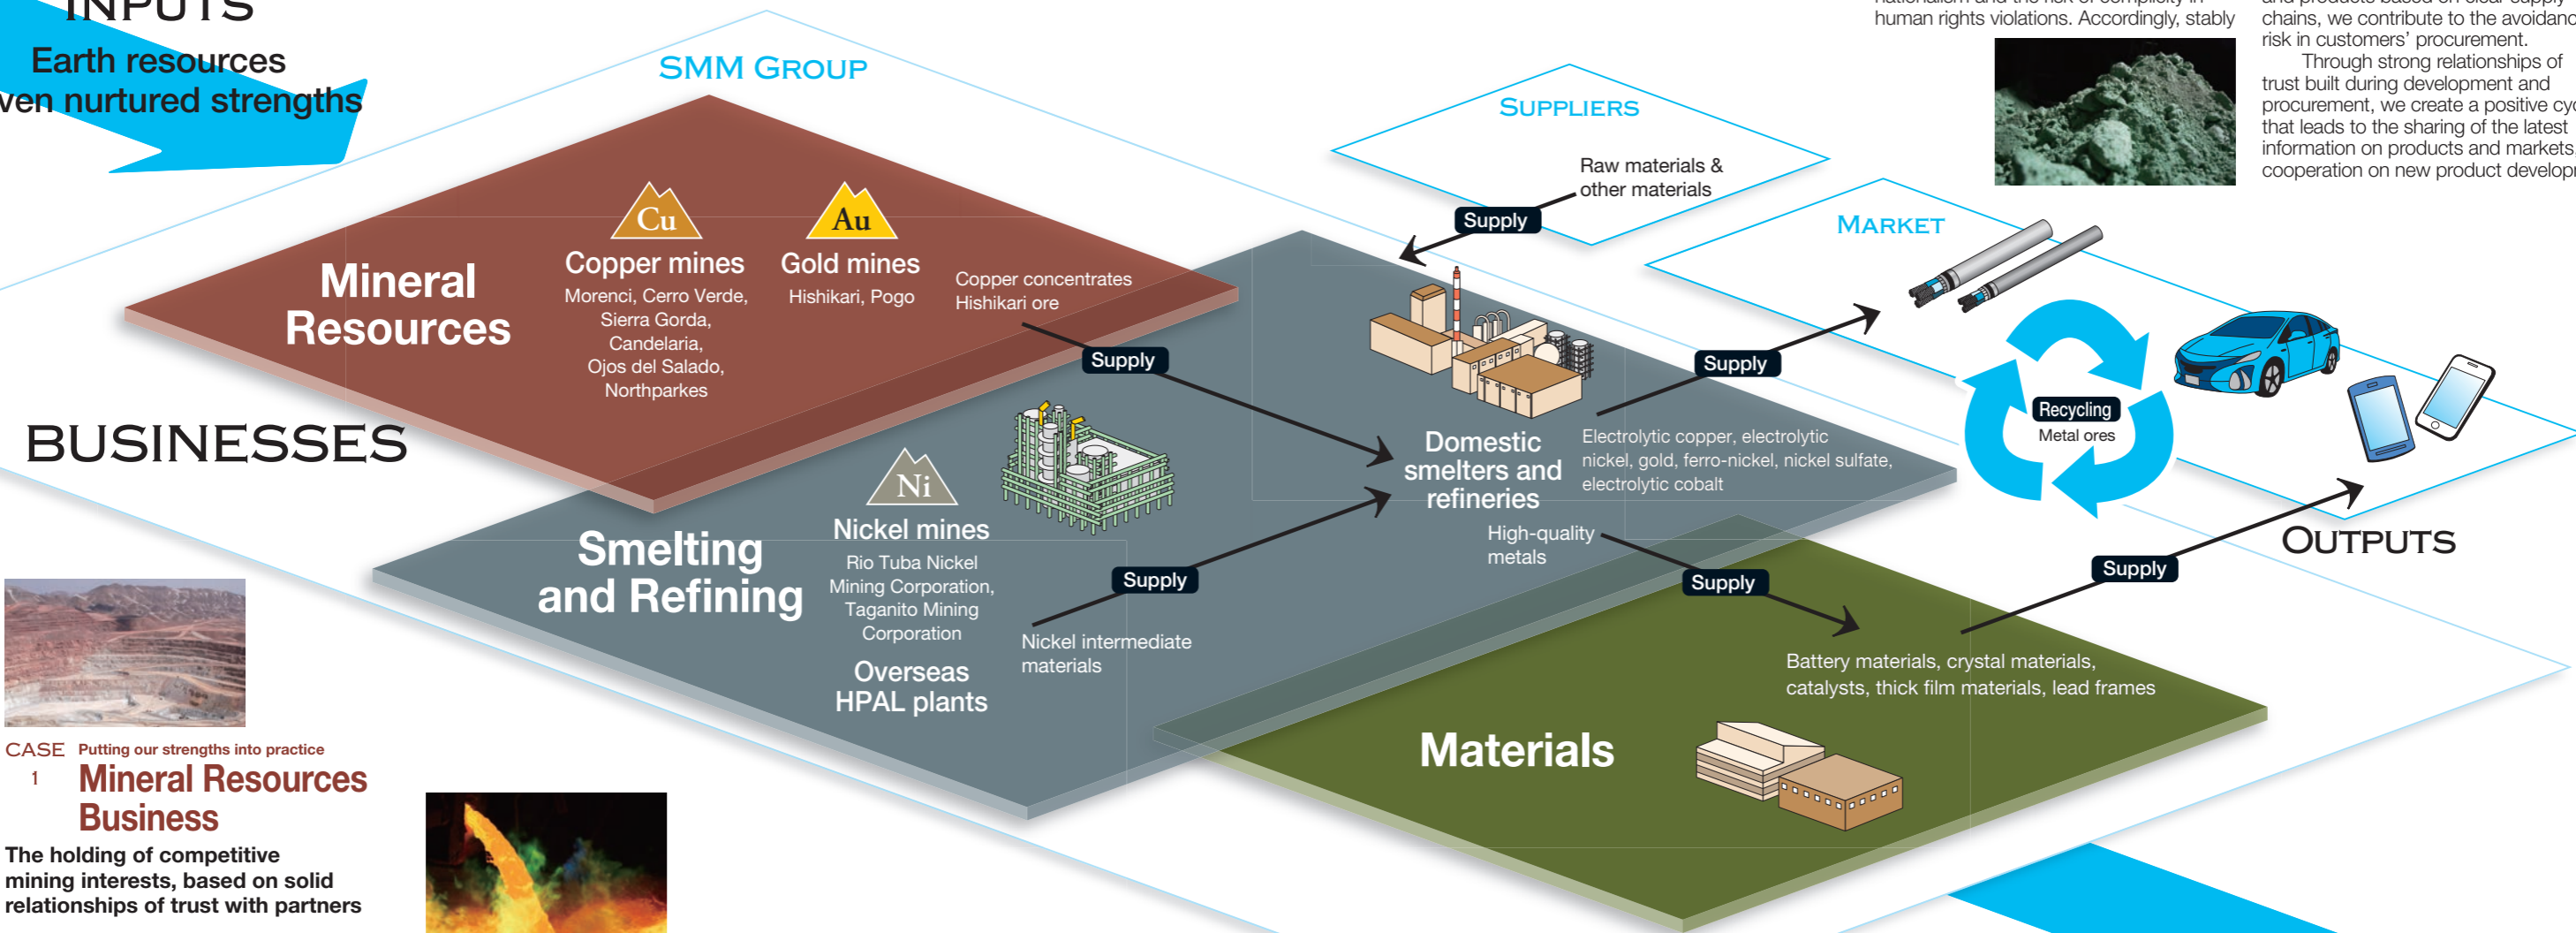 INPUTS
Earth resources
ven nurtured strengths
SMM GROUP
SUPPLIERS
Raw materials &
other materials
Supply
human rights violations. Accordingly, stably
chains, we contribute to the avoidanc
risk in customers' procurement.
Through strong relationships of
trust built during development and
procurement, we create a positive cyc
that leads to the sharing of the latest
information on products and markets,
cooperation on new product developm
MARKET
Cu
Au
Mineral
Resources
Copper mines
Morenci, Cerro Verde,
Sierra Gorda,
Candelaria,
Ojos del Salado,
Northparkes
Gold mines
Hishikari, Pogo
Copper concentrates
Hishikari ore
Supply
Supply
Recycling
Metal ores
BUSINESSES
Domestic
smelters and
refineries
Electrolytic copper, electrolytic
nickel, gold, ferro-nickel, nickel sulfate,
electrolytic cobalt
High-quality
metals
Ni
Smelting
and Refining
Nickel mines
Rio Tuba Nickel
Mining Corporation,
Taganito Mining
Corporation
Overseas
HPAL plants
Supply
Nickel intermediate
materials
Supply
Supply
OUTPUTS
Battery materials, crystal materials,
catalysts, thick film materials, lead frames
Materials
CASE
1
Putting our strengths into practice
Mineral Resources
Business
The holding of competitive
mining interests, based on solid
relationships of trust with partners